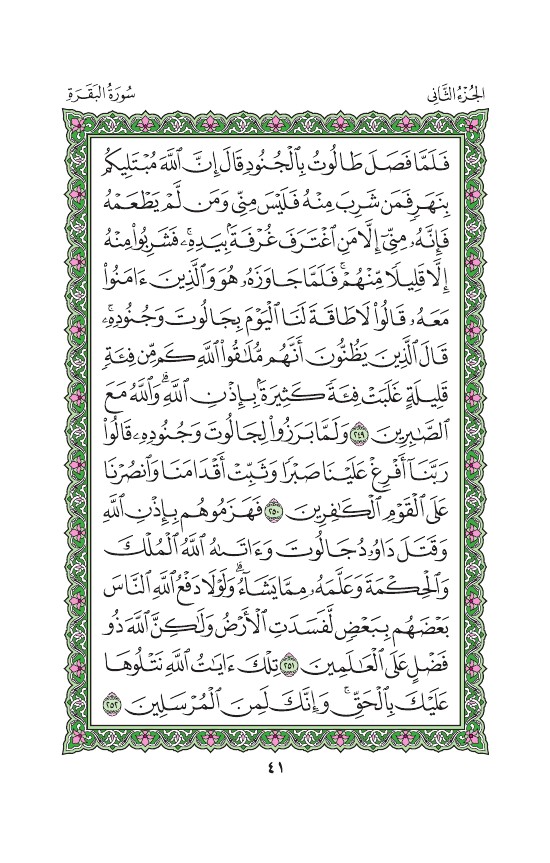 الجُزْءُ الثَّانِي
سُورَةُ البَقَرَةِ
فَلَمَّا فَصَلَ طَالُوتُ بِٱلْجُنُودِ قَالَ إِنَّ ٱللَّهَ مُبْتَلِيكُم
بِنَهَرٍ فَمَن شَرِبَ مِنْهُ فَلَيْسَ مِنِّي وَمَن لَّمْ يَطْعَمْهُ
فَإِنَّهُۥ مِنِّيٓ إِلَّا مَنِ ٱغْتَرَفَ غُرْفَةًۢ بِيَدِهِۦۚ فَشَرِبُوا۟ مِنْهُ
إِلَّا قَلِيلًا مِّنْهُمْۚ فَلَمَّا جَاوَزَهُۥ هُوَ وَٱلَّذِينَ ءَامَنُوا۟
مَعَهُۥ قَالُوا۟ لَا طَاقَةَ لَنَا ٱلْيَوْمَ بِجَالُوتَ وَجُنُودِهِۦۚ
قَالَ ٱلَّذِينَ يَظُنُّونَ أَنَّهُم مُّلَٰقُوا۟ ٱللَّهِ كَم مِّن فِئَةٍ
قَلِيلَةٍ غَلَبَتْ فِئَةً كَثِيرَةًۢ بِإِذْنِ ٱللَّهِۗ وَٱللَّهُ مَعَ
ٱلصَّٰبِرِينَ ٢٤٩ وَلَمَّا بَرَزُوا۟ لِجَالُوتَ وَجُنُودِهِۦ قَالُوا۟
رَبَّنَآ أَفْرِغْ عَلَيْنَا صَبْرًا وَثَبِّتْ أَقْدَامَنَا وَٱنصُرْنَا
عَلَى ٱلْقَوْمِ ٱلْكَٰفِرِينَ ٢٥٠ فَهَزَمُوهُم بِإِذْنِ ٱللَّهِ
وَقَتَلَ دَاوُۥدُ جَالُوتَ وَءَاتَىٰهُ ٱللَّهُ ٱلْمُلْكَ
وَٱلْحِكْمَةَ وَعَلَّمَهُۥ مِمَّا يَشَآءُۗ وَلَوْلَا دَفْعُ ٱللَّهِ ٱلنَّاسَ
بَعْضَهُم بِبَعْضٍ لَّفَسَدَتِ ٱلْأَرْضُ وَلَٰكِنَّ ٱللَّهَ ذُو
فَضْلٍ عَلَى ٱلْعَٰلَمِينَ ٢٥١ تِلْكَ ءَايَٰتُ ٱللَّهِ نَتْلُوهَا
عَلَيْكَ بِٱلْحَقِّۚ وَإِنَّكَ لَمِنَ ٱلْمُرْسَلِينَ ٢٥٢
٤١